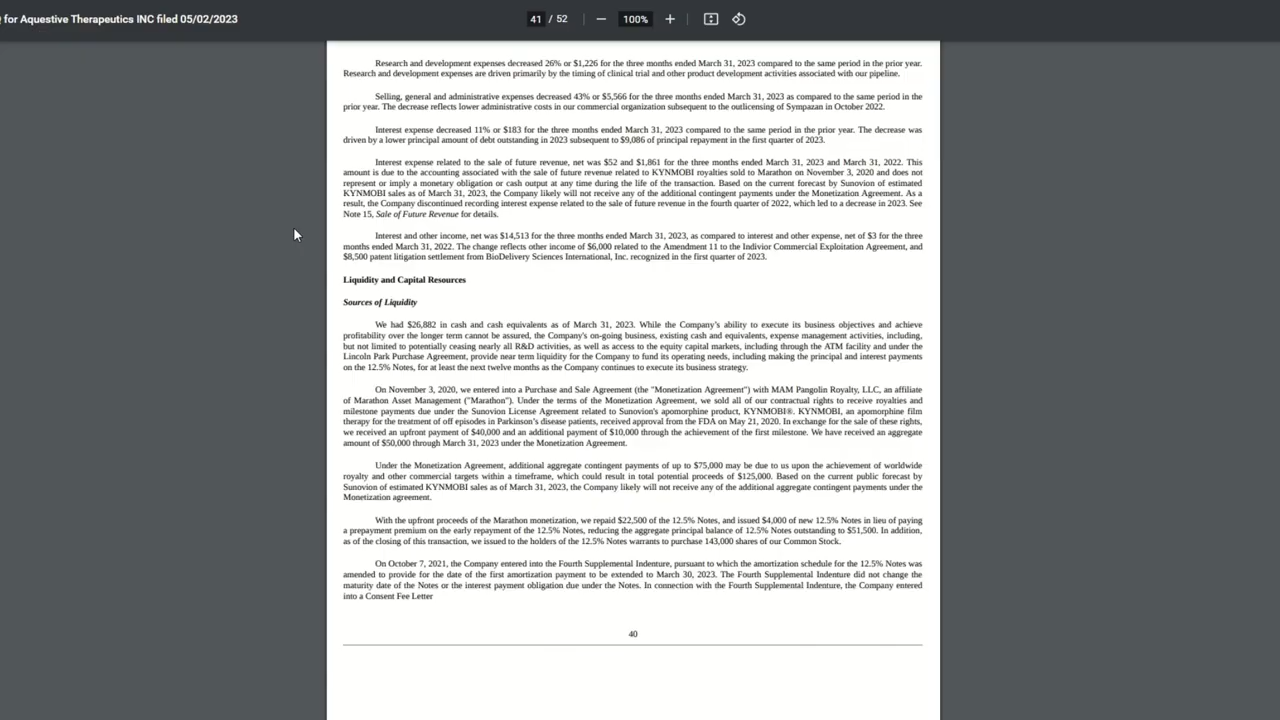 for Aquestive Therapeutics INC filed 05/02/2023
41 / 52
100%
Research and development expenses decreased 26% or $1,226 for the three months ended March 31, 2023 compared to the same period in the prior year.
Research and development expenses are driven primarily by the timing of clinical trial and other product development activities associated with our pipeline.
Selling, general and administrative expenses decreased 43% or $5,566 for the three months ended March 31, 2023 as compared to the same period in the
prior year. The decrease reflects lower administrative costs in our commercial organization subsequent to the outlicensing of Sympazan in October 2022.
Interest expense decreased 11% or $183 for the three months ended March 31, 2023 compared to the same period in the prior year. The decrease was
driven by a lower principal amount of debt outstanding in 2023 subsequent to $9,086 of principal repayment in the first quarter of 2023.
Interest expense related to the sale of future revenue, net was $52 and $1,861 for the three months ended March 31, 2023 and March 31, 2022. This
amount is due to the accounting associated with the sale of future revenue related to KYNMOBI royalties sold to Marathon on November 3, 2020 and does not
represent or imply a monetary obligation or cash output at any time during the life of the transaction. Based on the current forecast by Sunovion of estimated
KYNMOBI sales as of March 31, 2023, the Company likely will not receive any of the additional contingent payments under the Monetization Agreement. As a
result, the Company discontinued recording interest expense related to the sale of future revenue in the fourth quarter of 2022, which led to a decrease in 2023. See
Note 15, Sale of Future Revenue for details.
Interest and other income, net was $14,513 for the three months ended March 31, 2023, as compared to interest and other expense, net of $3 for the three
months ended March 31, 2022. The change reflects other income of $6,000 related to the Amendment 11 to the Indivior Commercial Exploitation Agreement, and
$8,500 patent litigation settlement from BioDelivery Sciences International, Inc. recognized in the first quarter of 2023.
Liquidity and Capital Resources
Sources of Liquidity
We had $26,882 in cash and cash equivalents as of March 31, 2023. While the Company's ability to execute its business objectives and achieve
profitability over the longer term cannot be assured, the Company's on-going business, existing cash and equivalents, expense management activities, including,
but not limited to potentially ceasing nearly all R&D activities, as well as access to the equity capital markets, including through the ATM facility and under the
Lincoln Park Purchase Agreement, provide near term liquidity for the Company to fund its operating needs, including making the principal and interest payments
on the 12.5% Notes, for at least the next twelve months as the Company continues to execute its business strategy.
On November 3, 2020, we entered into a Purchase and Sale Agreement (the "Monetization Agreement") with MAM Pangolin Royalty, LLC, an affiliate
of Marathon Asset Management ("Marathon"). Under the terms of the Monetization Agreement, we sold all of our contractual rights to receive royalties and
milestone payments due under the Sunovion License Agreement related to Sunovion's apomorphine product, KYNMOBI®. KYNMOBI, an apomorphine film
therapy for the treatment of off episodes in Parkinson's disease patients, received approval from the FDA on May 21, 2020. In exchange for the sale of these rights,
we received an upfront payment of $40,000 and an additional payment of $10,000 through the achievement of the first milestone. We have received an aggregate
amount of $50,000 through March 31, 2023 under the Monetization Agreement.
Under the Monetization Agreement, additional aggregate contingent payments of up to $75,000 may be due to us upon the achievement of worldwide
royalty and other commercial targets within a timeframe, which could result in total potential proceeds of $125,000. Based on the current public forecast by
Sunovion of estimated KYNMOBI sales as of March 31, 2023, the Company likely will not receive any of the additional aggregate contingent payments under the
Monetization agreement.
With the upfront proceeds of the Marathon monetization, we repaid $22,500 of the 12.5% Notes, and issued $4,000 of new 12.5% Notes in lieu of paying
a prepayment premium on the early repayment of the 12.5% Notes, reducing the aggregate principal balance of 12.5% Notes outstanding to $51,500. In addition,
as of the closing of this transaction, we issued to the holders of the 12.5% Notes warrants to purchase 143,000 shares of our Common Stock.
On October 7, 2021, the Company entered into the Fourth Supplemental Indenture, pursuant to which the amortization schedule for the 12.5% Notes was
amended to provide for the date of the first amortization payment to be extended to March 30, 2023. The Fourth Supplemental Indenture did not change the
maturity date of the Notes or the interest payment obligation due under the Notes. In connection with the Fourth Supplemental Indenture, the Company entered
into a Consent Fee Letter
40